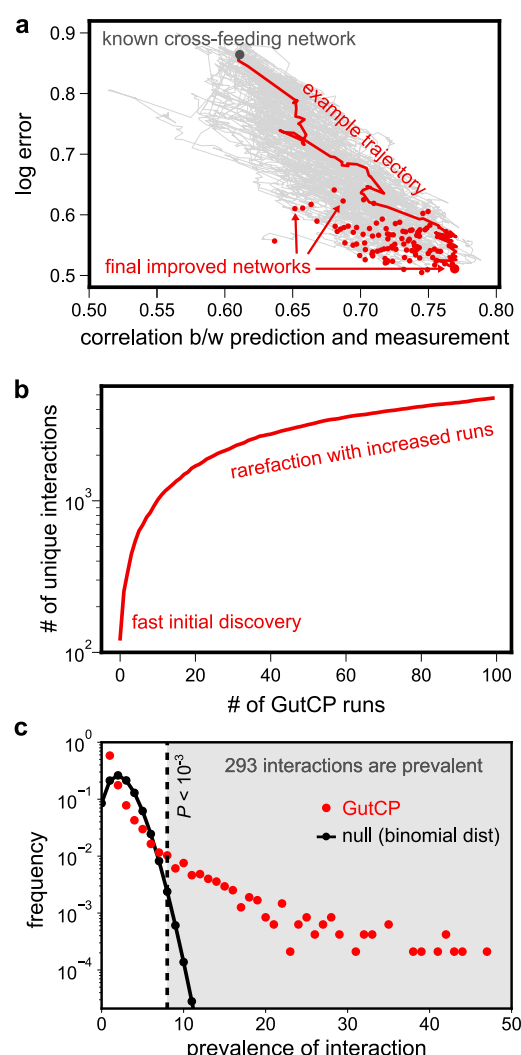 a
known cross-feeding network
example trajectory
final improved networks
log error
0.9
0.8
0.7
0.6
0.5
0.50 0.55 0.60 0.65 0.70 0.75 0.80
correlation b/w prediction and measurement
b
# of unique interactions
10³
10²
rarefaction with increased runs
fast initial discovery
0 20 40 60 80 100
# of GutCP runs
c
frequency
10⁰
10⁻¹
10⁻²
10⁻³
10⁻⁴
P < 10⁻³
293 interactions are prevalent
GutCP
null (binomial dist)
0 10 20 30 40 50
prevalence of interaction